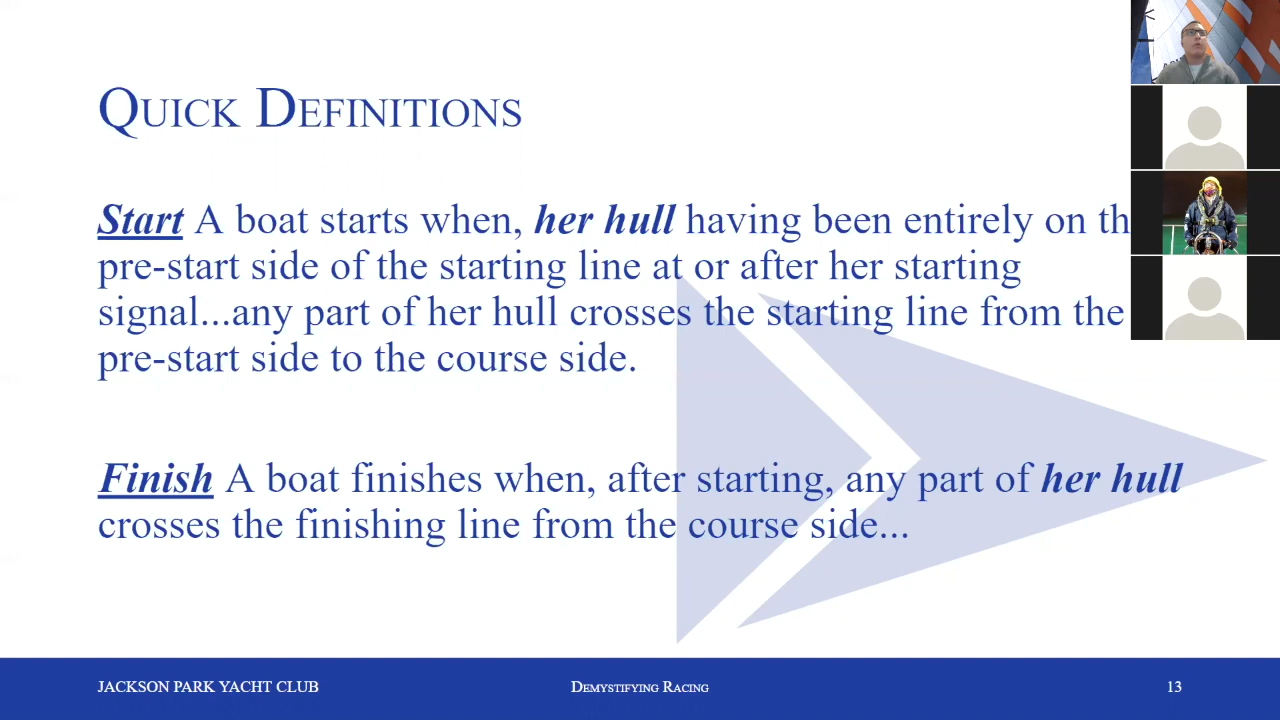 QUICK DEFINITIONS
Start A boat starts when, her hull having been entirely on th
pre-start side of the starting line at or after her starting
signal...any part of her hull crosses the starting line from the
pre-start side to the course side.
Finish A boat finishes when, after starting, any part of her hull
crosses the finishing line from the course side...
JACKSON PARK YACHT CLUB
DEMYSTIFYING RACING
13